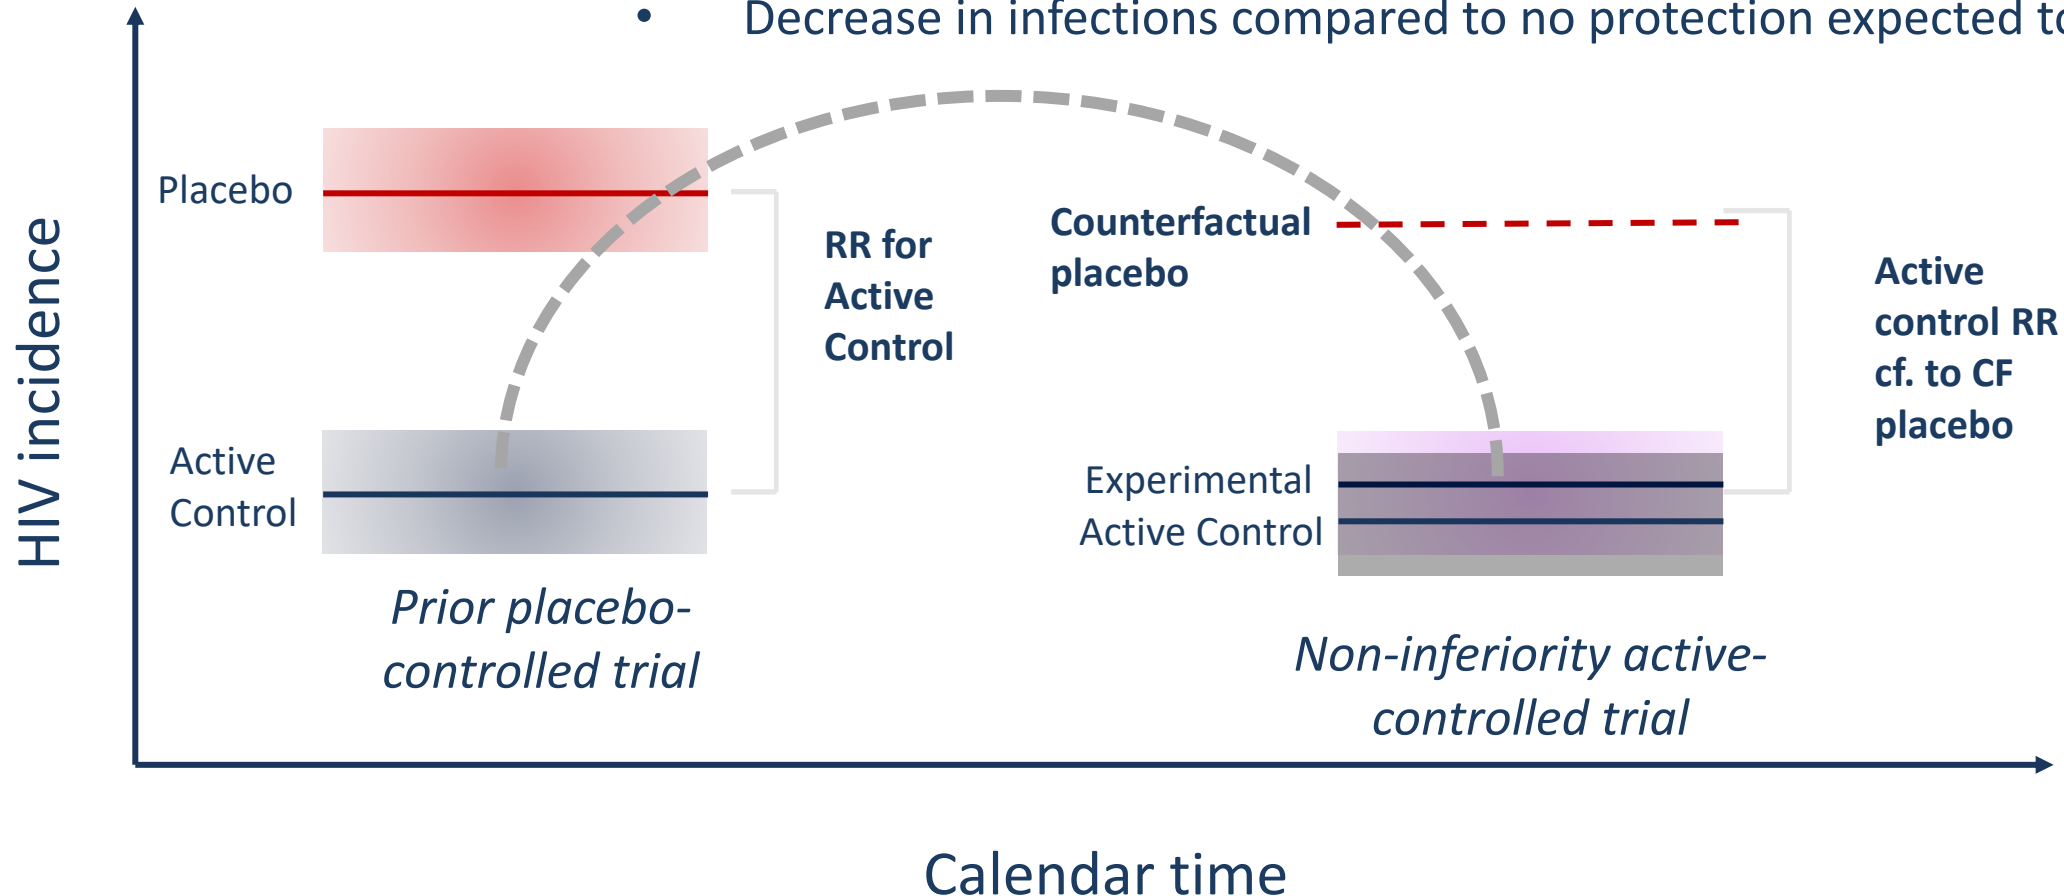 • Decrease in infections compared to no protection expected to
HIV incidence
Placebo
RR for
Active
Control
Active
Control
Prior placebo-
controlled trial
Counterfactual
placebo
Active
control RR
cf. to CF
placebo
Experimental
Active Control
Non-inferiority active-
controlled trial
Calendar time